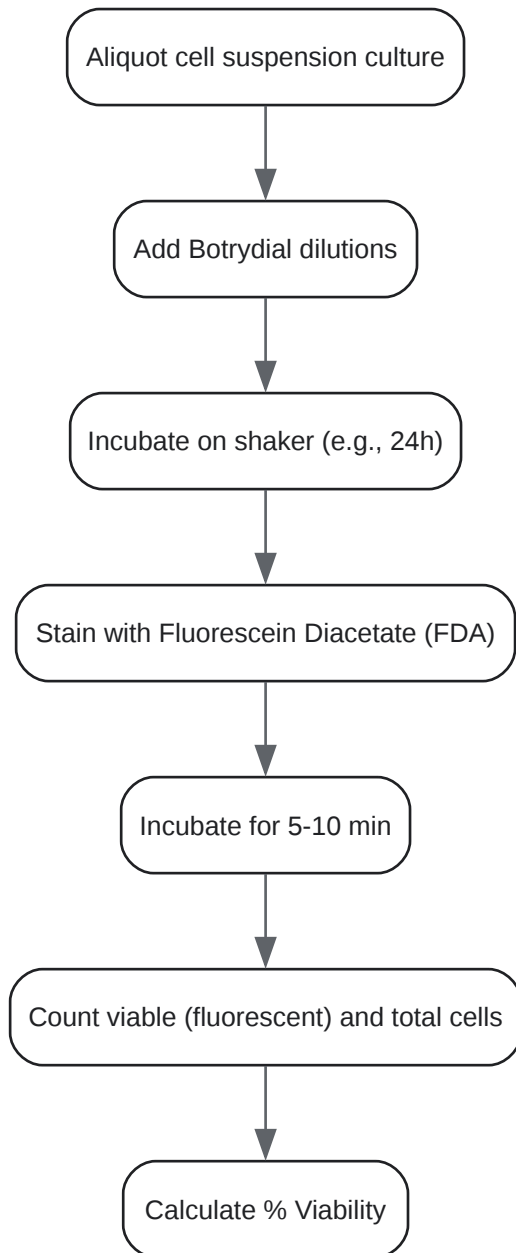 Aliquot cell suspension culture
Add Botrydial dilutions
Incubate on shaker (e.g., 24h)
Stain with Fluorescein Diacetate (FDA)
Incubate for 5-10 min
Count viable (fluorescent) and total cells
Calculate % Viability